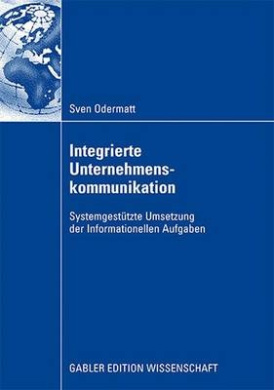 Sven Odermatt
Integrierte
Unternehmens-
kommunikation
Systemgestützte Umsetzung
der Informationellen Aufgaben
GABLER EDITION WISSENSCHAFT